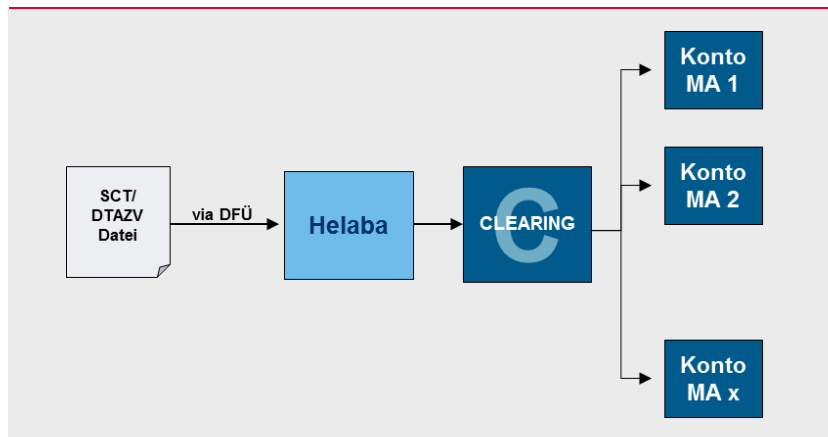 SCT/
DTAZV
Datei
via DFÜ
Helaba
C
CLEARING
Konto
MA 1
Konto
MA 2
Konto
MA x